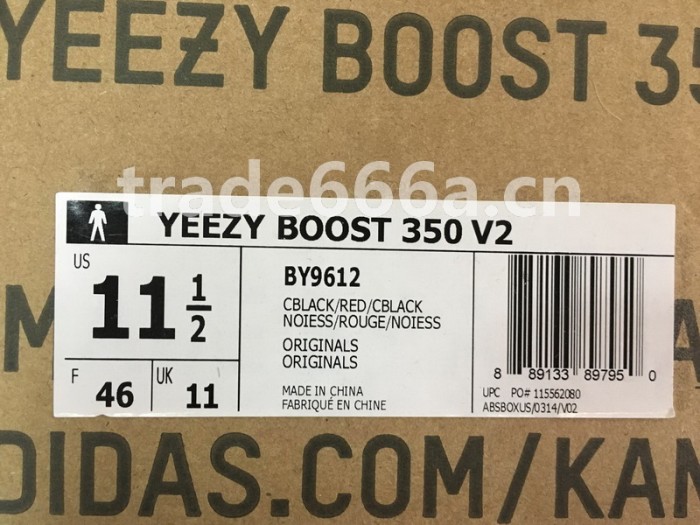 YEEZY BOOST 35
trade666a.cn
YEEZY BOOST 350 V2
US
11 1/2
F 46
UK 11
BY9612
CBLACK/RED/CBLACK
NOIESS/ROUGE/NOIESS
ORIGINALS
ORIGINALS
MADE IN CHINA
FABRIQUÉ EN CHINE
8 89133 89795 0
UPC PO# 115562080
ABSBOXUS/0314/V02
M
DIDAS.COM/KAN